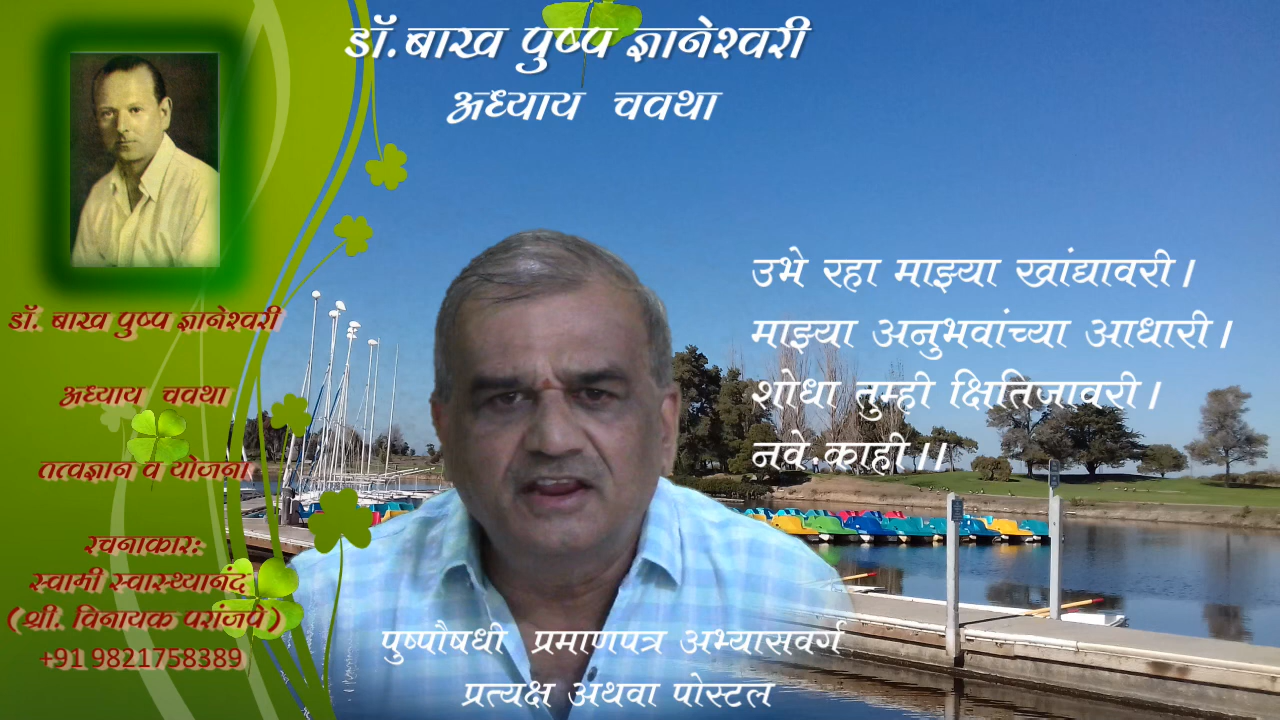 डॉ.बाख पुष्प ज्ञानेश्वरी
अध्याय चवथा
डॉ. बाख पुष्प ज्ञानेश्वरी
अध्याय चवथा
तत्वज्ञान व योजना
रचनाकार:
स्वामी स्वास्थ्यानंद
(श्री. विनायक परांजपे)
+91 9821758389
उभे रहा माझ्या खांद्यावरी।
माझ्या अनुभवांच्या आधारी।
शोधा तुम्ही क्षितिजावरी।
नवे काही।।
पुष्पौषधी प्रमाणपत्र अभ्यासवर्ग
प्रत्यक्ष अथवा पोस्टल